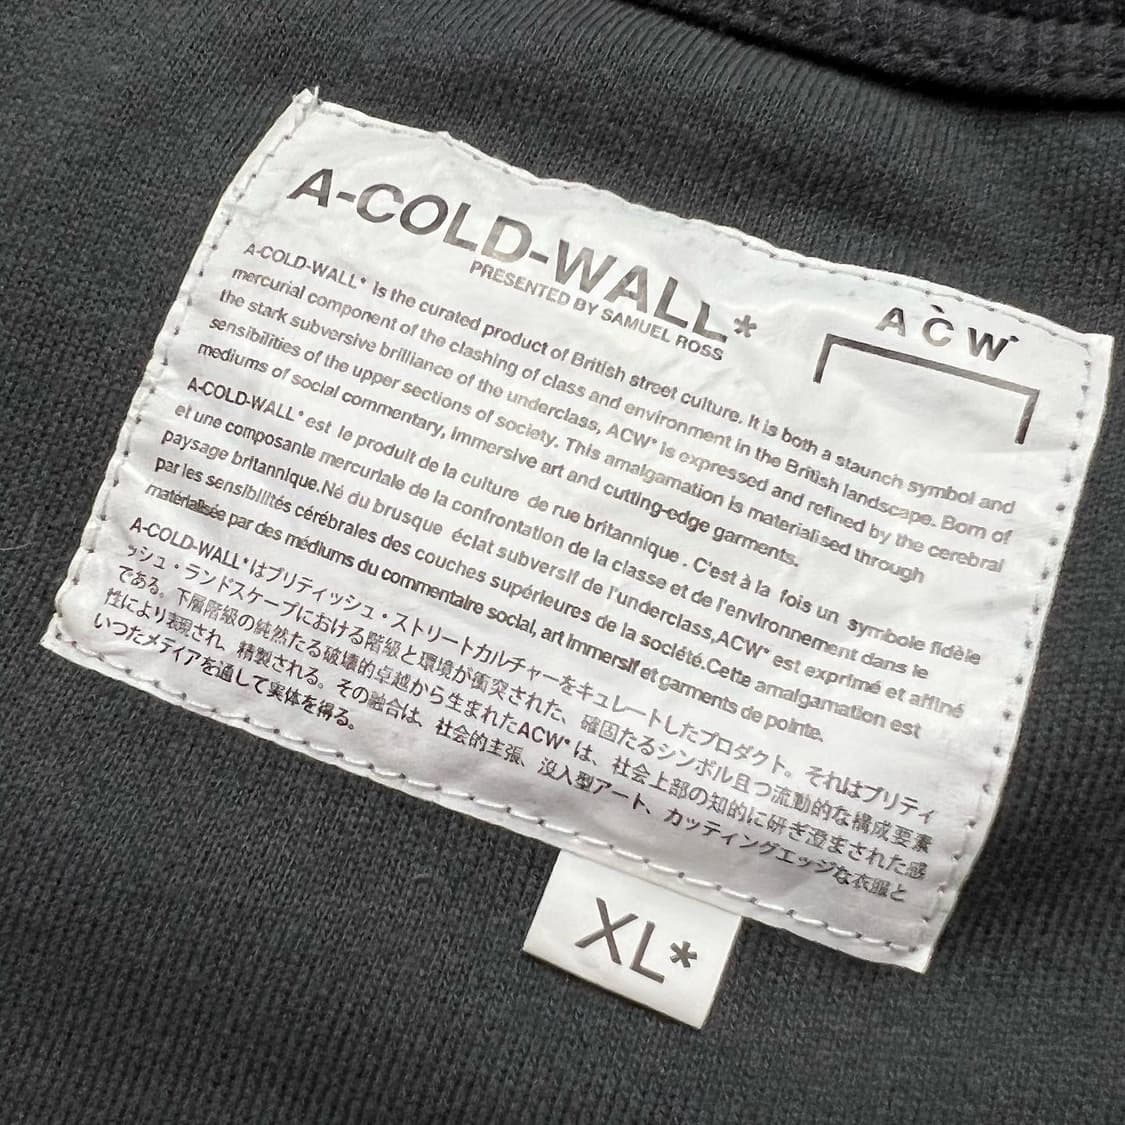 A-COLD-WALL*
PRESENTED BY SAMUEL ROSS
ACW*
A-COLD-WALL* is the curated product of British street culture. It is both a staunch symbol and
mercurial component of the clashing of class and environment in the British landscape. Born of
the stark subversive brilliance of the underclass, ACW* is expressed and refined by the cerebral
sensibilities of the upper sections of society. This amalgamation is materialised through
mediums of social commentary, immersive art and cutting-edge garments.
A-COLD-WALL* est le produit de la culture de rue britannique . C'est à la fois un symbole fidèle
et une composante mercuriale de la confrontation de la classe et de l'environnement dans le
paysage britannique.Né du brusque éclat subversif de l'underclass,ACW* est exprimé et affiné
par les sensibilités cérébrales des couches supérieures de la société.Cette amalgamation est
matérialisée par des médiums du commentaire social, art immersif et garments de pointe.
A-COLD-WALL*はブリティッシュ・ストリートカルチャーをキュレートしたプロダクト。それはブリティ
ッシュ・ランドスケープにおける階級と環境が衝突された、確固たるシンボル且つ流動的な構成要素
である。下層階級の純然たる破壊的卓越から生まれたACW*は、社会上部の知的に研ぎ澄まされた感
性により表現され、精製される。その融合は、社会的主張、没入型アート、カッティングエッジな衣服と
いったメディアを通して実体を得る。
XL*